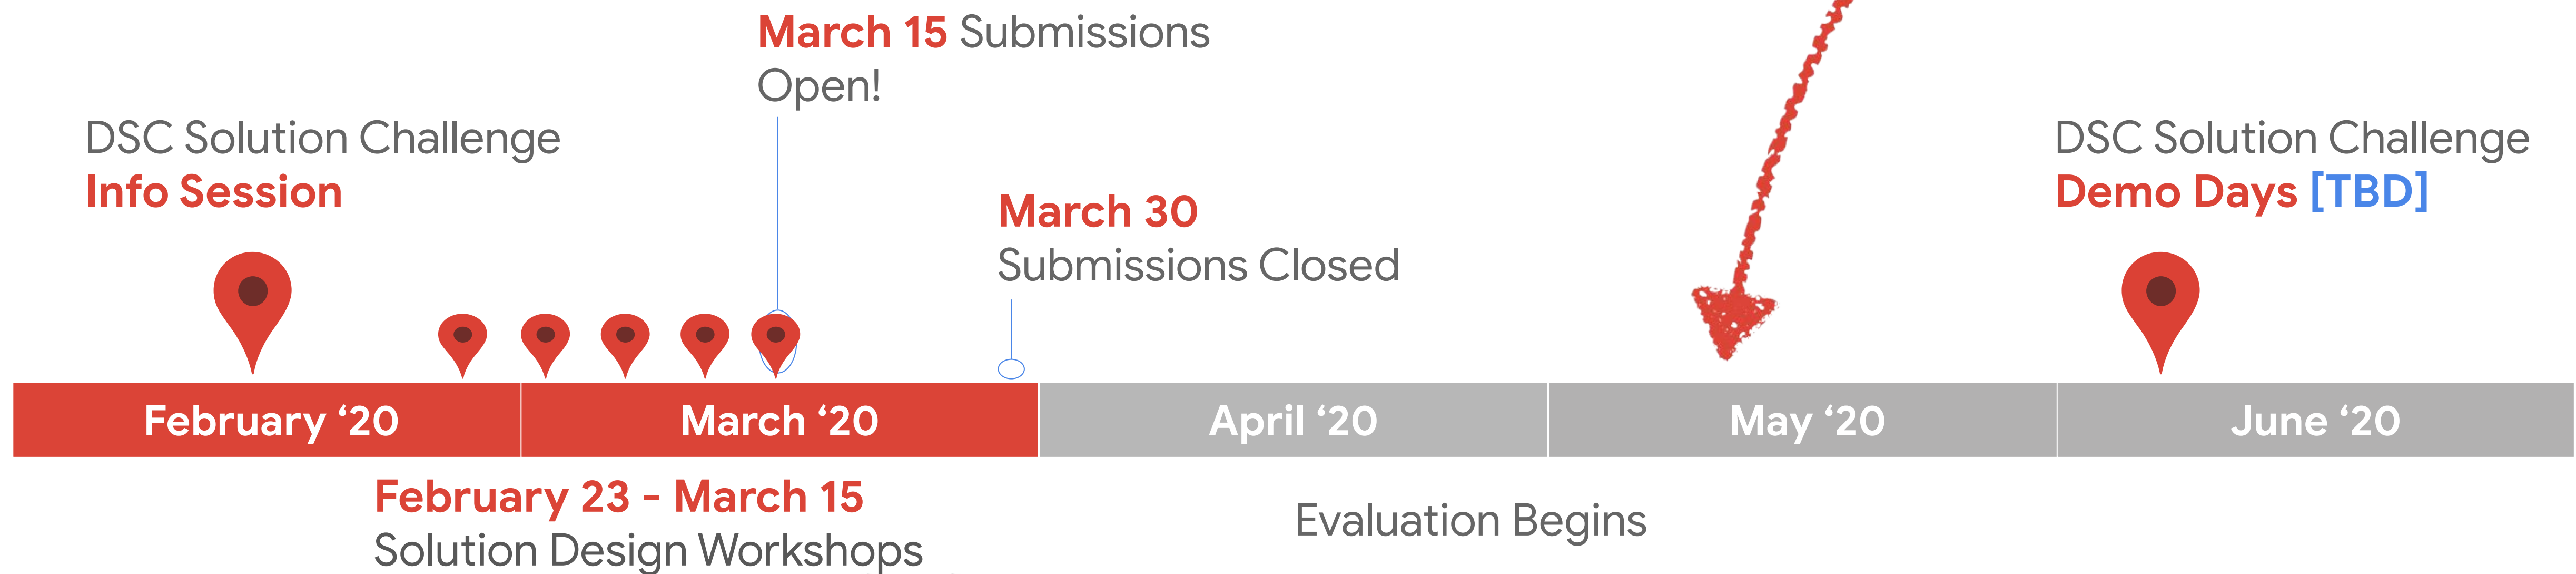 March 15 Submissions
Open!
DSC Solution Challenge
Info Session
March 30
Submissions Closed
DSC Solution Challenge
Demo Days [TBD]
February ‘20
March ‘20
April ‘20
May ‘20
June ‘20
February 23 - March 15
Solution Design Workshops
Evaluation Begins